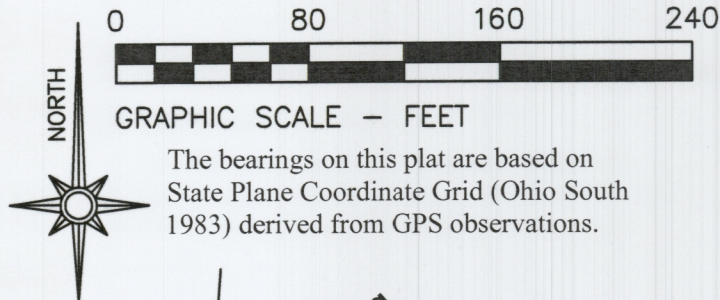 0 80 160 240
NORTH
GRAPHIC SCALE – FEET
The bearings on this plat are based on
State Plane Coordinate Grid (Ohio South
1983) derived from GPS observations.